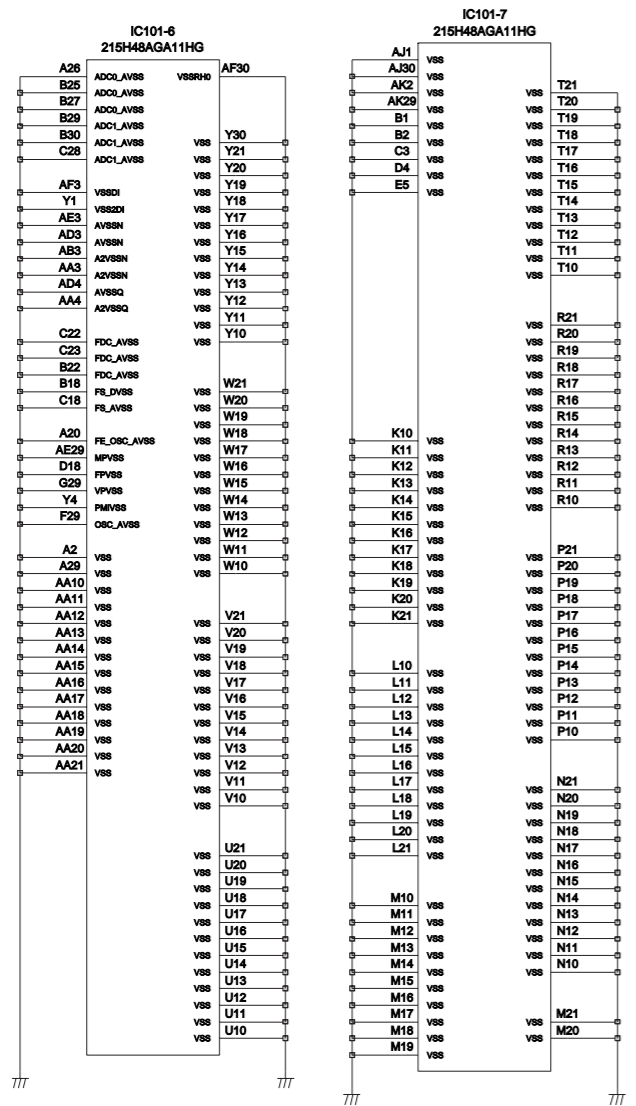 IC101-6
215H48AGA11HG
A26 ADC0_AVSS VSSRH0 AF30
B25 ADC0_AVSS
B27 ADC0_AVSS
B29 ADC1_AVSS
B30 ADC1_AVSS VSS Y30
C28 ADC1_AVSS VSS Y21
VSS Y20
AF3 VSSDI VSS Y19
Y1 VSS2DI VSS Y18
AE3 AVSSN VSS Y17
AD3 AVSSN VSS Y16
AB3 A2VSSN VSS Y15
AA3 A2VSSN VSS Y14
AD4 AVSSQ VSS Y13
AA4 A2VSSQ VSS Y12
VSS Y11
C22 FDC_AVSS VSS Y10
C23 FDC_AVSS
B22 FDC_AVSS
B18 FS_DVSS VSS W21
C18 FS_AVSS VSS W20
VSS W19
A20 FE_OSC_AVSS VSS W18
AE29 MPVSS VSS W17
D18 FPVSS VSS W16
G29 VPVSS VSS W15
Y4 PMIVSS VSS W14
F29 OSC_AVSS VSS W13
VSS W12
A2 VSS VSS W11
A29 VSS VSS W10
AA10 VSS
AA11 VSS
AA12 VSS VSS V21
AA13 VSS VSS V20
AA14 VSS VSS V19
AA15 VSS VSS V18
AA16 VSS VSS V17
AA17 VSS VSS V16
AA18 VSS VSS V15
AA19 VSS VSS V14
AA20 VSS VSS V13
AA21 VSS VSS V12
VSS V11
VSS V10
VSS U21
VSS U20
VSS U19
VSS U18
VSS U17
VSS U16
VSS U15
VSS U14
VSS U13
VSS U12
VSS U11
VSS U10
IC101-7
215H48AGA11HG
AJ1 VSS
AJ30 VSS
AK2 VSS VSS T21
AK29 VSS VSS T20
B1 VSS VSS T19
B2 VSS VSS T18
C3 VSS VSS T17
D4 VSS VSS T16
E5 VSS VSS T15
VSS T14
VSS T13
VSS T12
VSS T11
VSS T10
VSS R21
VSS R20
VSS R19
VSS R18
VSS R17
VSS R16
VSS R15
K10 VSS VSS R14
K11 VSS VSS R13
K12 VSS VSS R12
K13 VSS VSS R11
K14 VSS VSS R10
K15 VSS
K16 VSS
K17 VSS VSS P21
K18 VSS VSS P20
K19 VSS VSS P19
K20 VSS VSS P18
K21 VSS VSS P17
VSS P16
VSS P15
L10 VSS VSS P14
L11 VSS VSS P13
L12 VSS VSS P12
L13 VSS VSS P11
L14 VSS VSS P10
L15 VSS
L16 VSS
L17 VSS VSS N21
L18 VSS VSS N20
L19 VSS VSS N19
L20 VSS VSS N18
L21 VSS VSS N17
VSS N16
VSS N15
M10 VSS VSS N14
M11 VSS VSS N13
M12 VSS VSS N12
M13 VSS VSS N11
M14 VSS VSS N10
M15 VSS
M16 VSS
M17 VSS VSS M21
M18 VSS VSS M20
M19 VSS